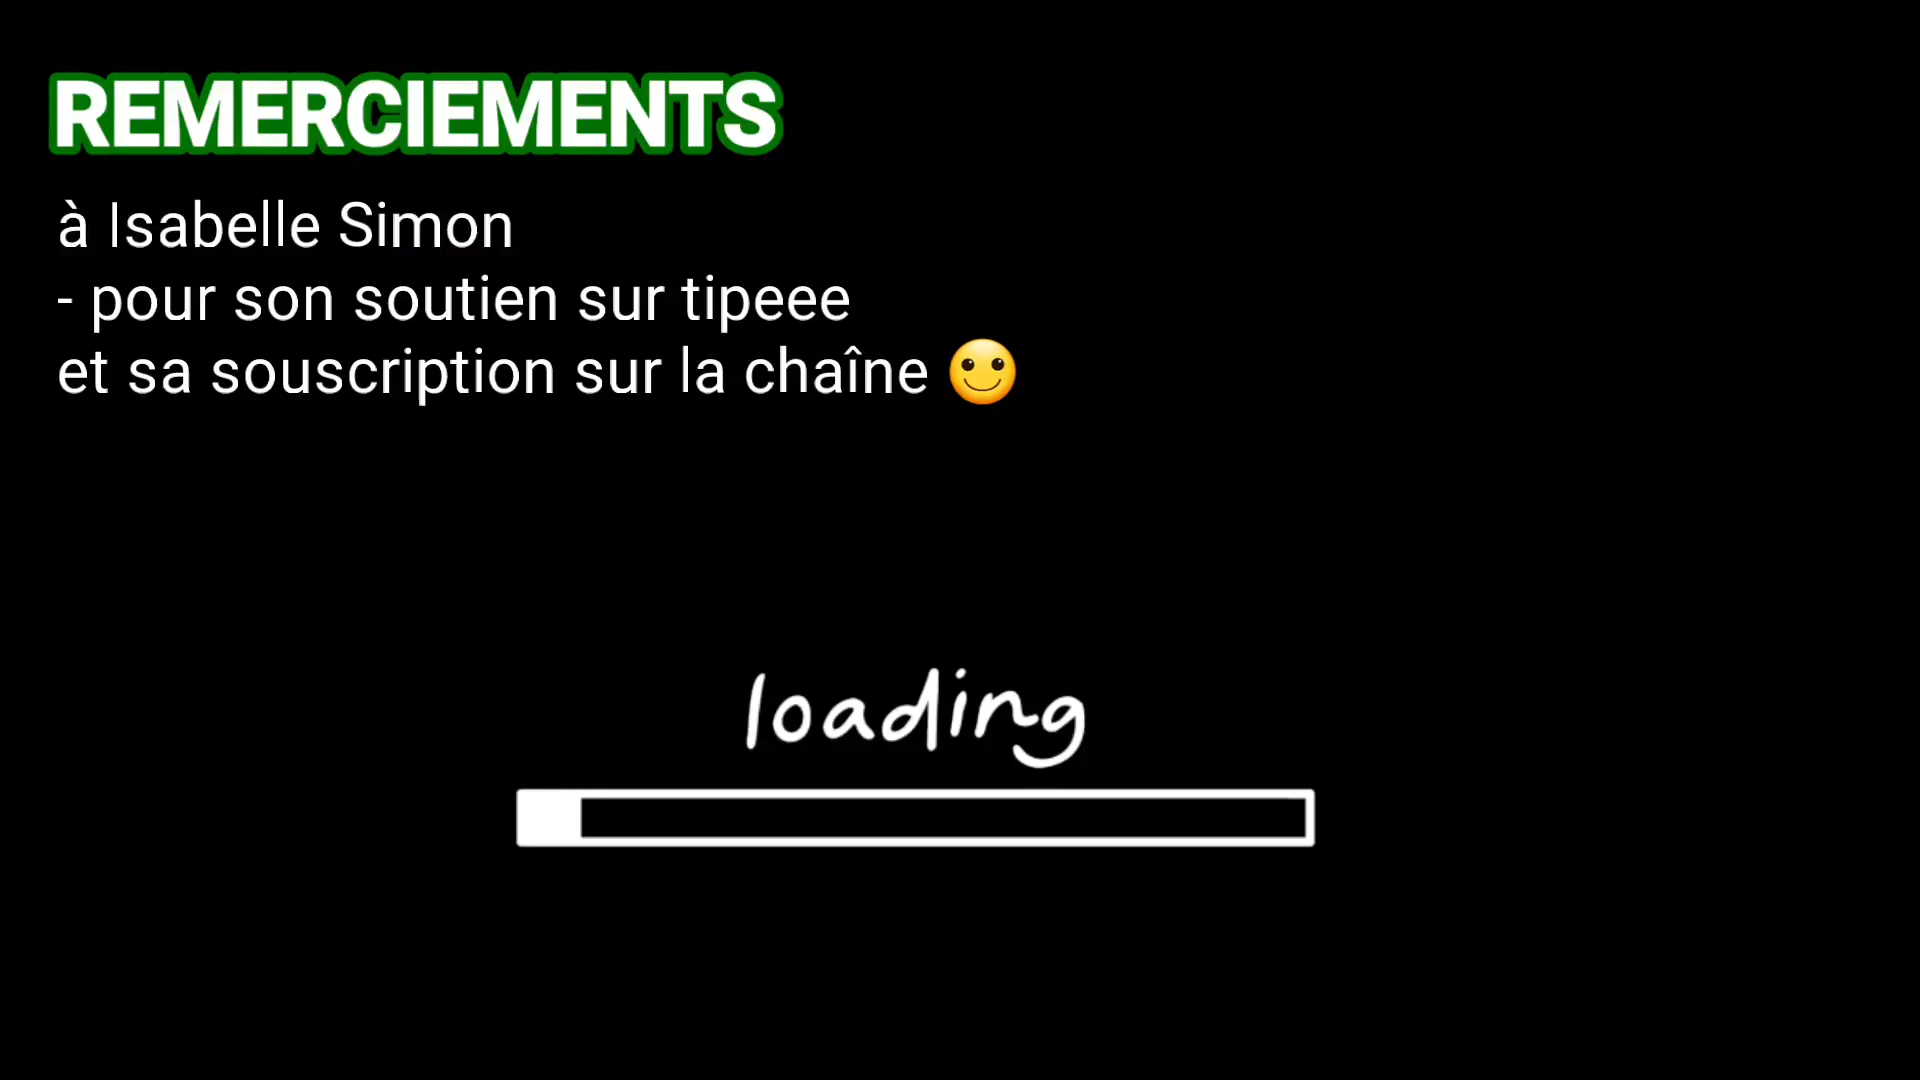 REMERCIEMENTS
à Isabelle Simon
- pour son soutien sur tipeee
et sa souscription sur la chaîne 🙂
loading